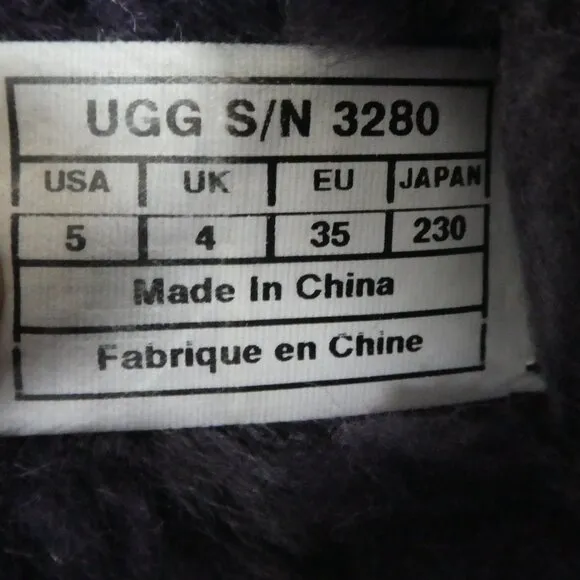 UGG S/N 3280
USA UK EU JAPAN
5 4 35 230
Made In China
Fabrique en Chine